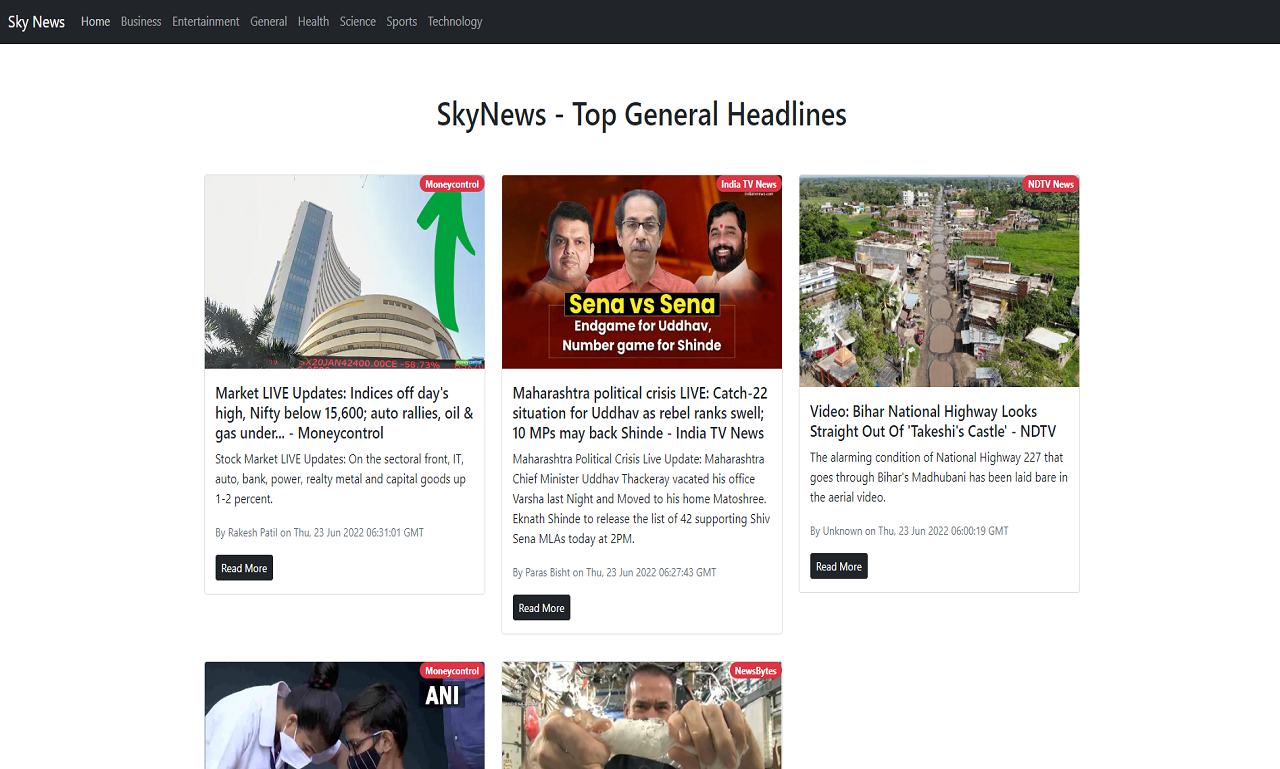 Sky News Home Business Entertainment General Health Science Sports Technology
SkyNews - Top General Headlines
Moneycontrol
X20JAN42400.00CE -58.73%
moneycontrol
Market LIVE Updates: Indices off day's
high, Nifty below 15,600; auto rallies, oil &
gas under... - Moneycontrol
Stock Market LIVE Updates: On the sectoral front, IT,
auto, bank, power, realty metal and capital goods up
1-2 percent.
By Rakesh Patil on Thu, 23 Jun 2022 06:31:01 GMT
Read More
India TV News
Sena vs Sena
Endgame for Uddhav,
Number game for Shinde
Maharashtra political crisis LIVE: Catch-22
situation for Uddhav as rebel ranks swell;
10 MPs may back Shinde - India TV News
Maharashtra Political Crisis Live Update: Maharashtra
Chief Minister Uddhav Thackeray vacated his office
Varsha last Night and Moved to his home Matoshree.
Eknath Shinde to release the list of 42 supporting Shiv
Sena MLAs today at 2PM.
By Paras Bisht on Thu, 23 Jun 2022 06:27:43 GMT
Read More
NDTV News
Video: Bihar National Highway Looks
Straight Out Of 'Takeshi's Castle' - NDTV
The alarming condition of National Highway 227 that
goes through Bihar's Madhubani has been laid bare in
the aerial video.
By Unknown on Thu, 23 Jun 2022 06:00:19 GMT
Read More
Moneycontrol
ANI
NewsBytes